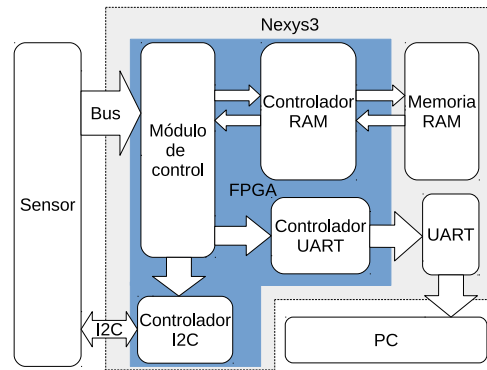 Nexys3
Bus
Módulo
de
control
Controlador
RAM
Memoria
RAM
Sensor
FPGA
Controlador
UART
UART
I2C
Controlador
I2C
PC